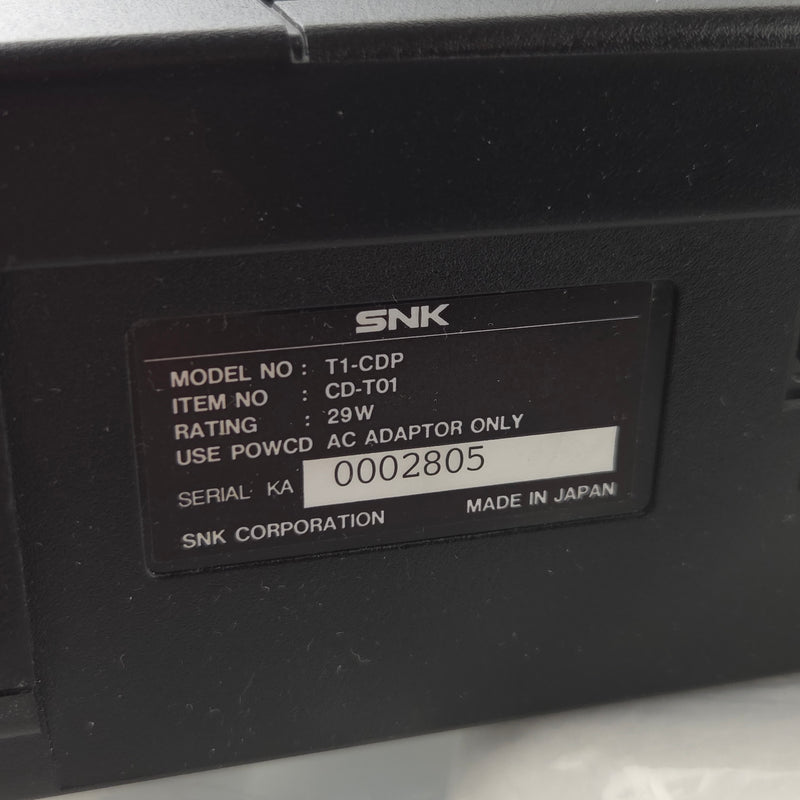 SNK
MODEL NO : T1-CDP
ITEM NO : CD-T01
RATING : 29W
USE POWCD AC ADAPTOR ONLY
SERIAL KA 0002805
SNK CORPORATION MADE IN JAPAN